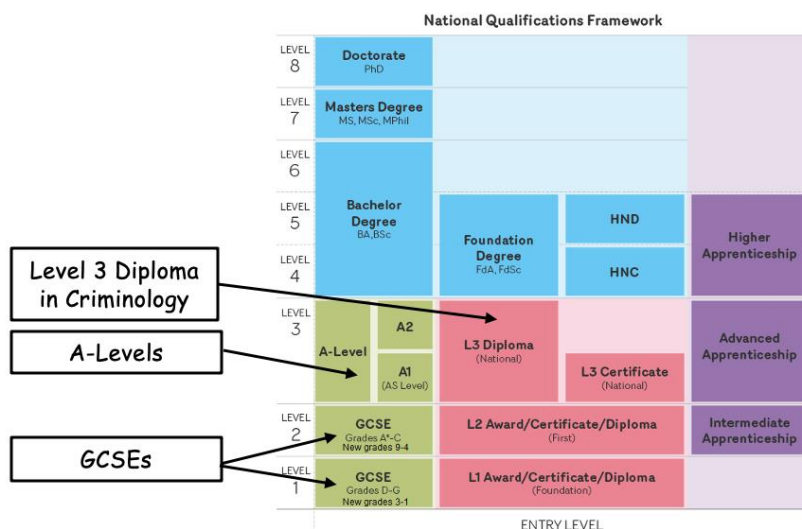 National Qualifications Framework
LEVEL
8
Doctorate
PhD
LEVEL
7
Masters Degree
MS, MSc, MPhil
LEVEL
6
Bachelor
Degree
BA,BSc
LEVEL
5
Foundation
Degree
FdA, FdSc
HND
Higher
Apprenticeship
LEVEL
4
HNC
Level 3 Diploma
in Criminology
LEVEL
3
A-Level
A2
A1
(AS Level)
L3 Diploma
(National)
L3 Certificate
(National)
Advanced
Apprenticeship
A-Levels
LEVEL
2
GCSE
Grades A*-C
New grades 9-4
L2 Award/Certificate/Diploma
(First)
Intermediate
Apprenticeship
GCSEs
LEVEL
1
GCSE
Grades D-G
New grades 3-1
L1 Award/Certificate/Diploma
(Foundation)
ENTRY LEVEL